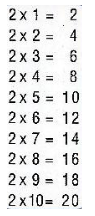 2 x 1 = 2
2 x 2 = 4
2 x 3 = 6
2 x 4 = 8
2 x 5 = 10
2 x 6 = 12
2 x 7 = 14
2 x 8 = 16
2 x 9 = 18
2 x10= 20